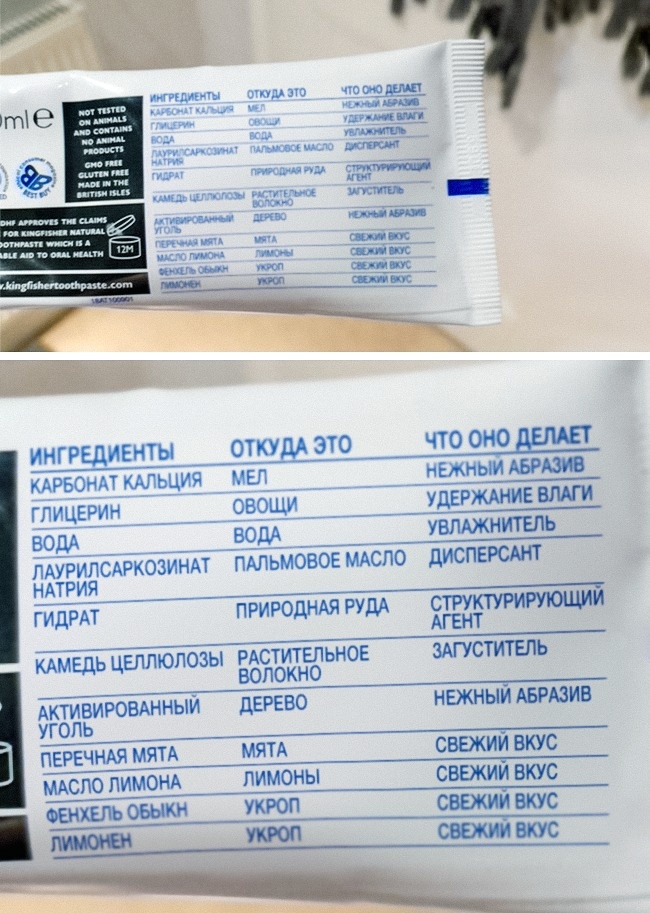 0ml e
NOT TESTED
ON ANIMALS
AND CONTAINS
NO ANIMAL
PRODUCTS
GMO FREE
GLUTEN FREE
MADE IN THE
BRITISH ISLES
BEST BUY
DHF APPROVES THE CLAIMS
FOR KINGFISHER NATURAL
OOTHPASTE WHICH IS A
ABLE AID TO ORAL HEALTH
12M
.kingfishertoothpaste.com
ИНГРЕДИЕНТЫ ОТКУДА ЭТО ЧТО ОНО ДЕЛАЕТ
КАРБОНАТ КАЛЬЦИЯ МЕЛ НЕЖНЫЙ АБРАЗИВ
ГЛИЦЕРИН ОВОЩИ УДЕРЖАНИЕ ВЛАГИ
ВОДА ВОДА УВЛАЖНИТЕЛЬ
ЛАУРИЛСАРКОЗИНАТ ПАЛЬМОВОЕ МАСЛО ДИСПЕРСАНТ
НАТРИЯ
ГИДРАТ ПРИРОДНАЯ РУДА СТРУКТУРИРУЮЩИЙ
АГЕНТ
КАМЕДЬ ЦЕЛЛЮЛОЗЫ РАСТИТЕЛЬНОЕ ЗАГУСТИТЕЛЬ
ВОЛОКНО
АКТИВИРОВАННЫЙ ДЕРЕВО НЕЖНЫЙ АБРАЗИВ
УГОЛЬ
ПЕРЕЧНАЯ МЯТА МЯТА СВЕЖИЙ ВКУС
МАСЛО ЛИМОНА ЛИМОНЫ СВЕЖИЙ ВКУС
ФЕНХЕЛЬ ОБЫКН УКРОП СВЕЖИЙ ВКУС
ЛИМОНЕН УКРОП СВЕЖИЙ ВКУС
ИНГРЕДИЕНТЫ ОТКУДА ЭТО ЧТО ОНО ДЕЛАЕТ
КАРБОНАТ КАЛЬЦИЯ МЕЛ НЕЖНЫЙ АБРАЗИВ
ГЛИЦЕРИН ОВОЩИ УДЕРЖАНИЕ ВЛАГИ
ВОДА ВОДА УВЛАЖНИТЕЛЬ
ЛАУРИЛСАРКОЗИНАТ ПАЛЬМОВОЕ МАСЛО ДИСПЕРСАНТ
НАТРИЯ
ГИДРАТ ПРИРОДНАЯ РУДА СТРУКТУРИРУЮЩИЙ
АГЕНТ
КАМЕДЬ ЦЕЛЛЮЛОЗЫ РАСТИТЕЛЬНОЕ ЗАГУСТИТЕЛЬ
ВОЛОКНО
АКТИВИРОВАННЫЙ ДЕРЕВО НЕЖНЫЙ АБРАЗИВ
УГОЛЬ
ПЕРЕЧНАЯ МЯТА МЯТА СВЕЖИЙ ВКУС
МАСЛО ЛИМОНА ЛИМОНЫ СВЕЖИЙ ВКУС
ФЕНХЕЛЬ ОБЫКН УКРОП СВЕЖИЙ ВКУС
ЛИМОНЕН УКРОП СВЕЖИЙ ВКУС